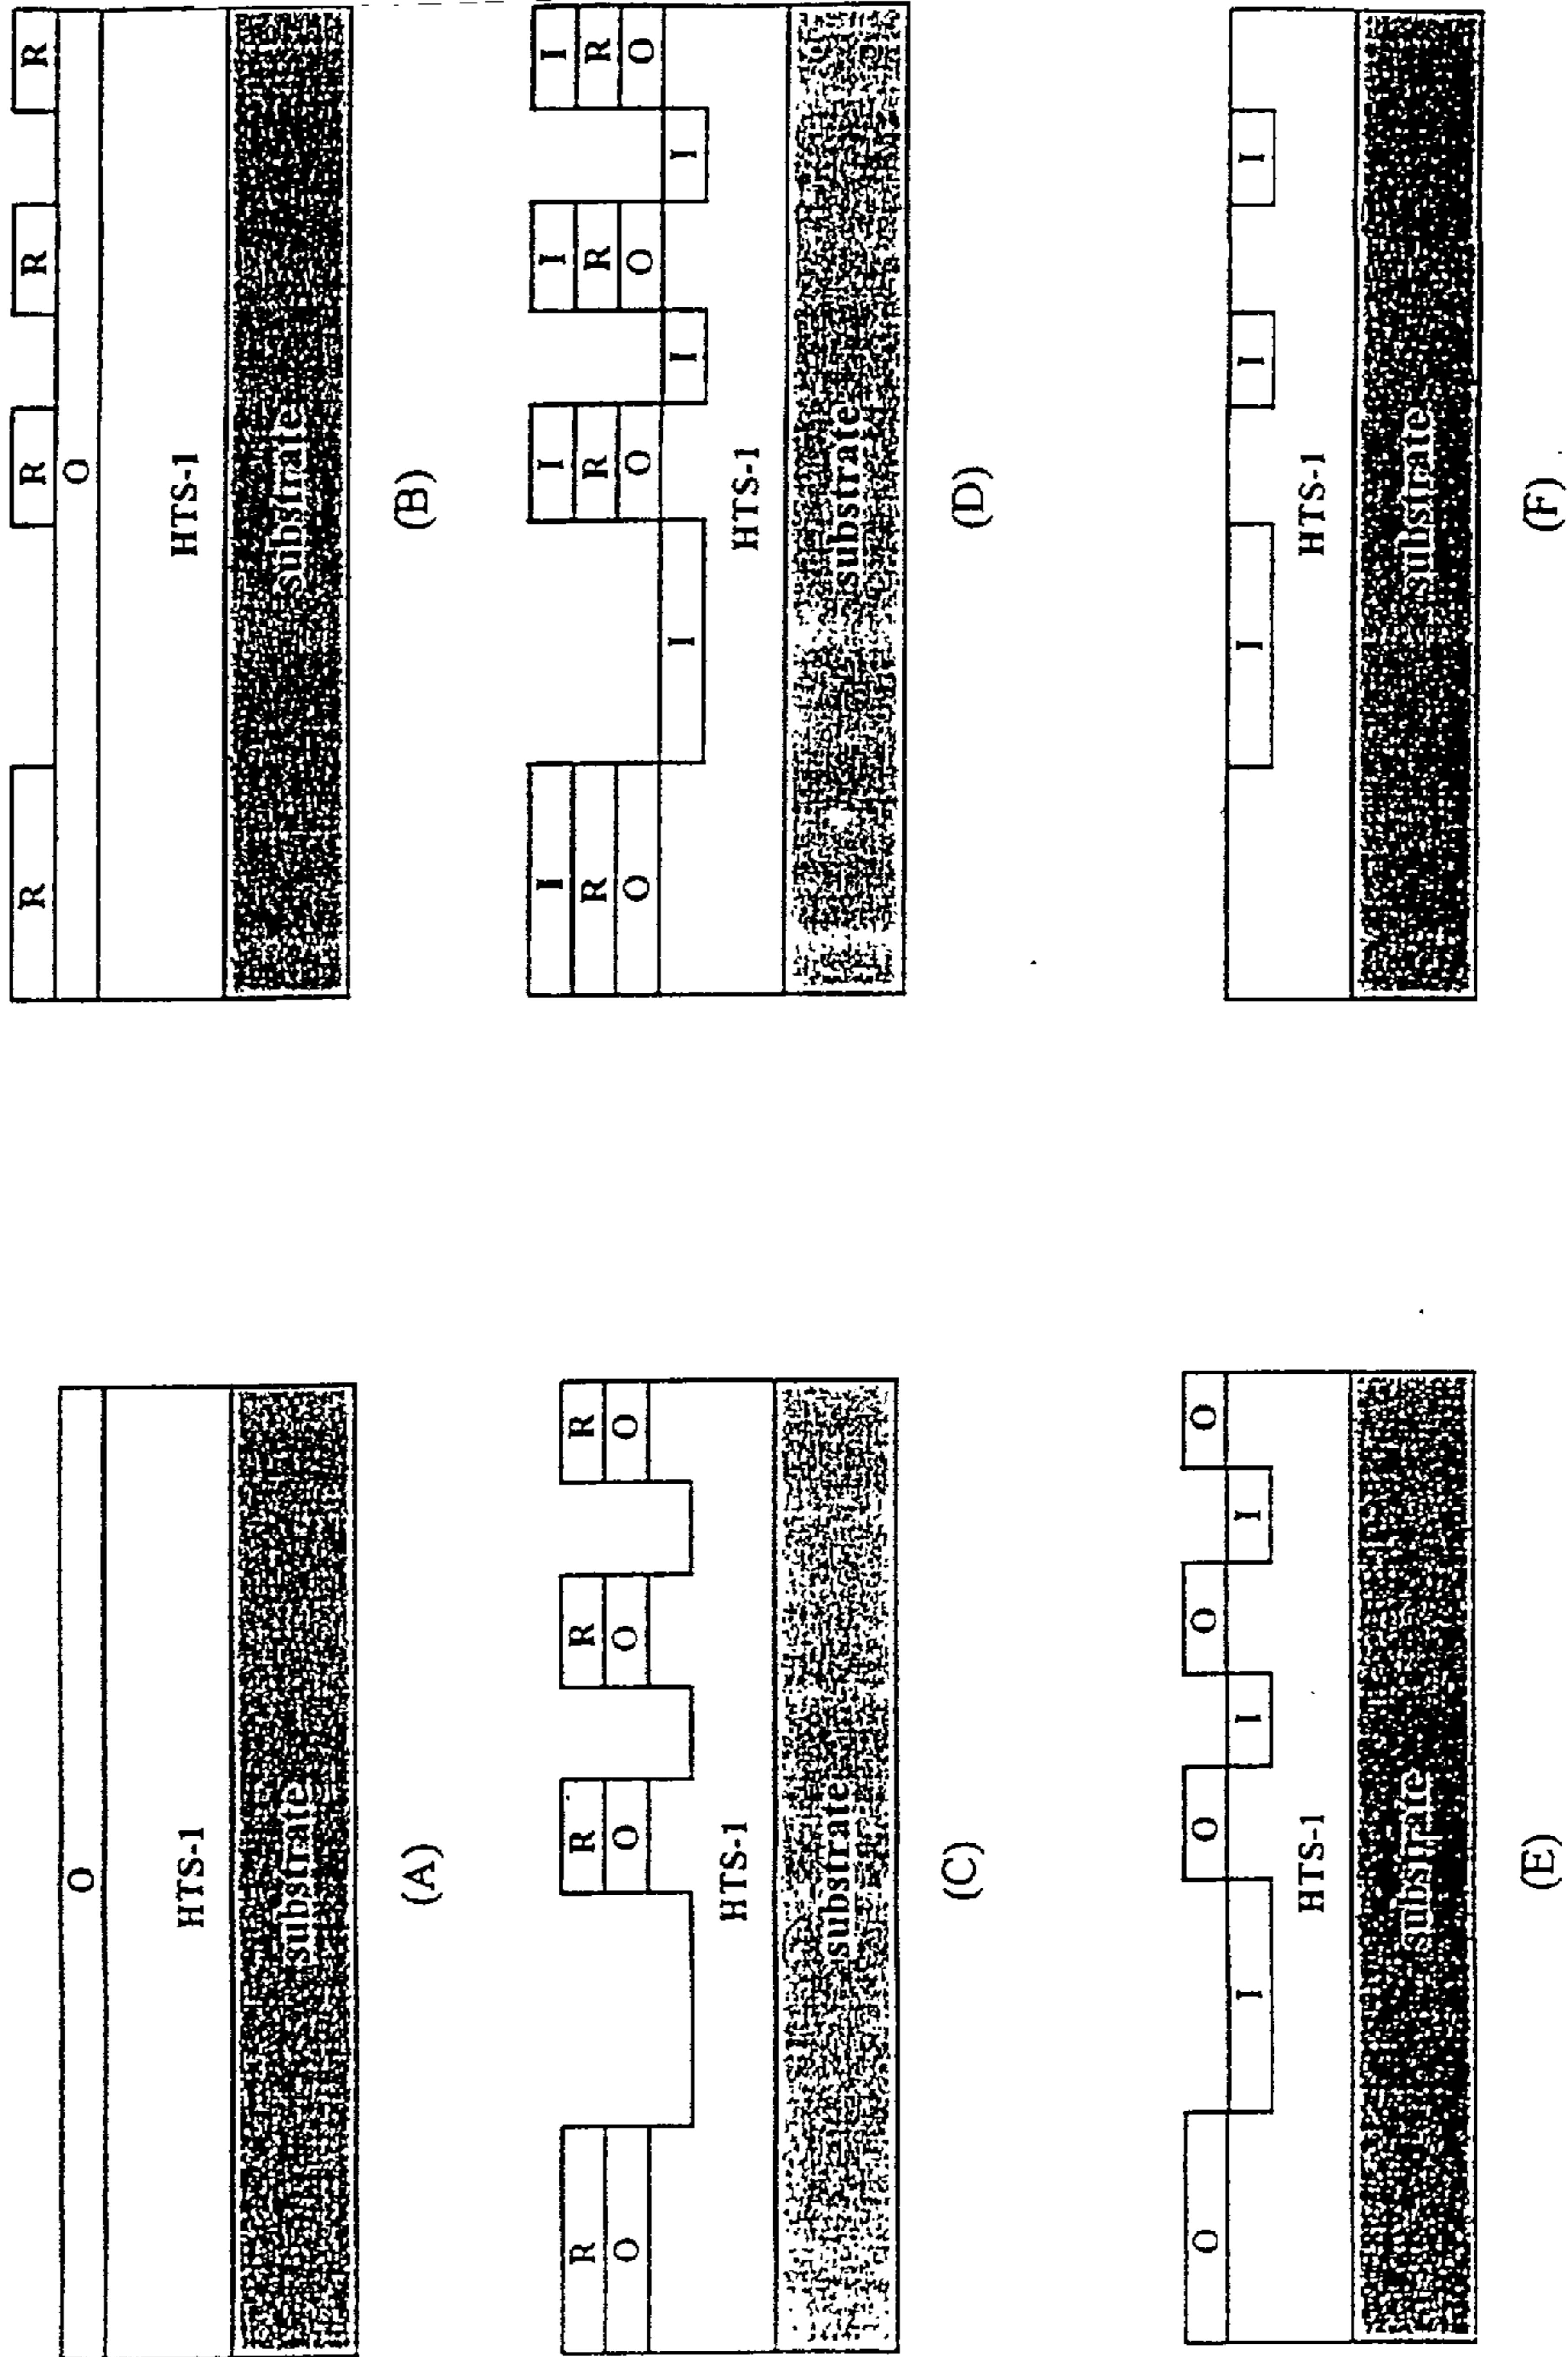 O
HTS-1
substrate
(A)
R R R R
O
HTS-1
substrate
(B)
R R R R
O O O O
HTS-1
substrate
(C)
I I I I
R R R R
O O O O
I I I
HTS-1
substrate
(D)
O O O O
I I I
HTS-1
substrate
(E)
I I I
HTS-1
substrate
(F)